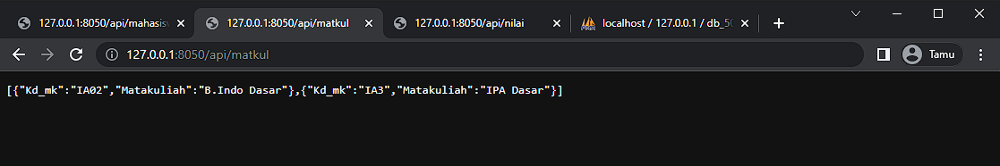 127.0.0.1:8050/api/mahasisw
127.0.0.1:8050/api/matkul
127.0.0.1:8050/api/nilai
localhost / 127.0.0.1 / db_50
127.0.0.1:8050/api/matkul
Tamu
[{"Kd_mk":"IA02","Matakuliah":"B.Indo Dasar"},{"Kd_mk":"IA3","Matakuliah":"IPA Dasar"}]